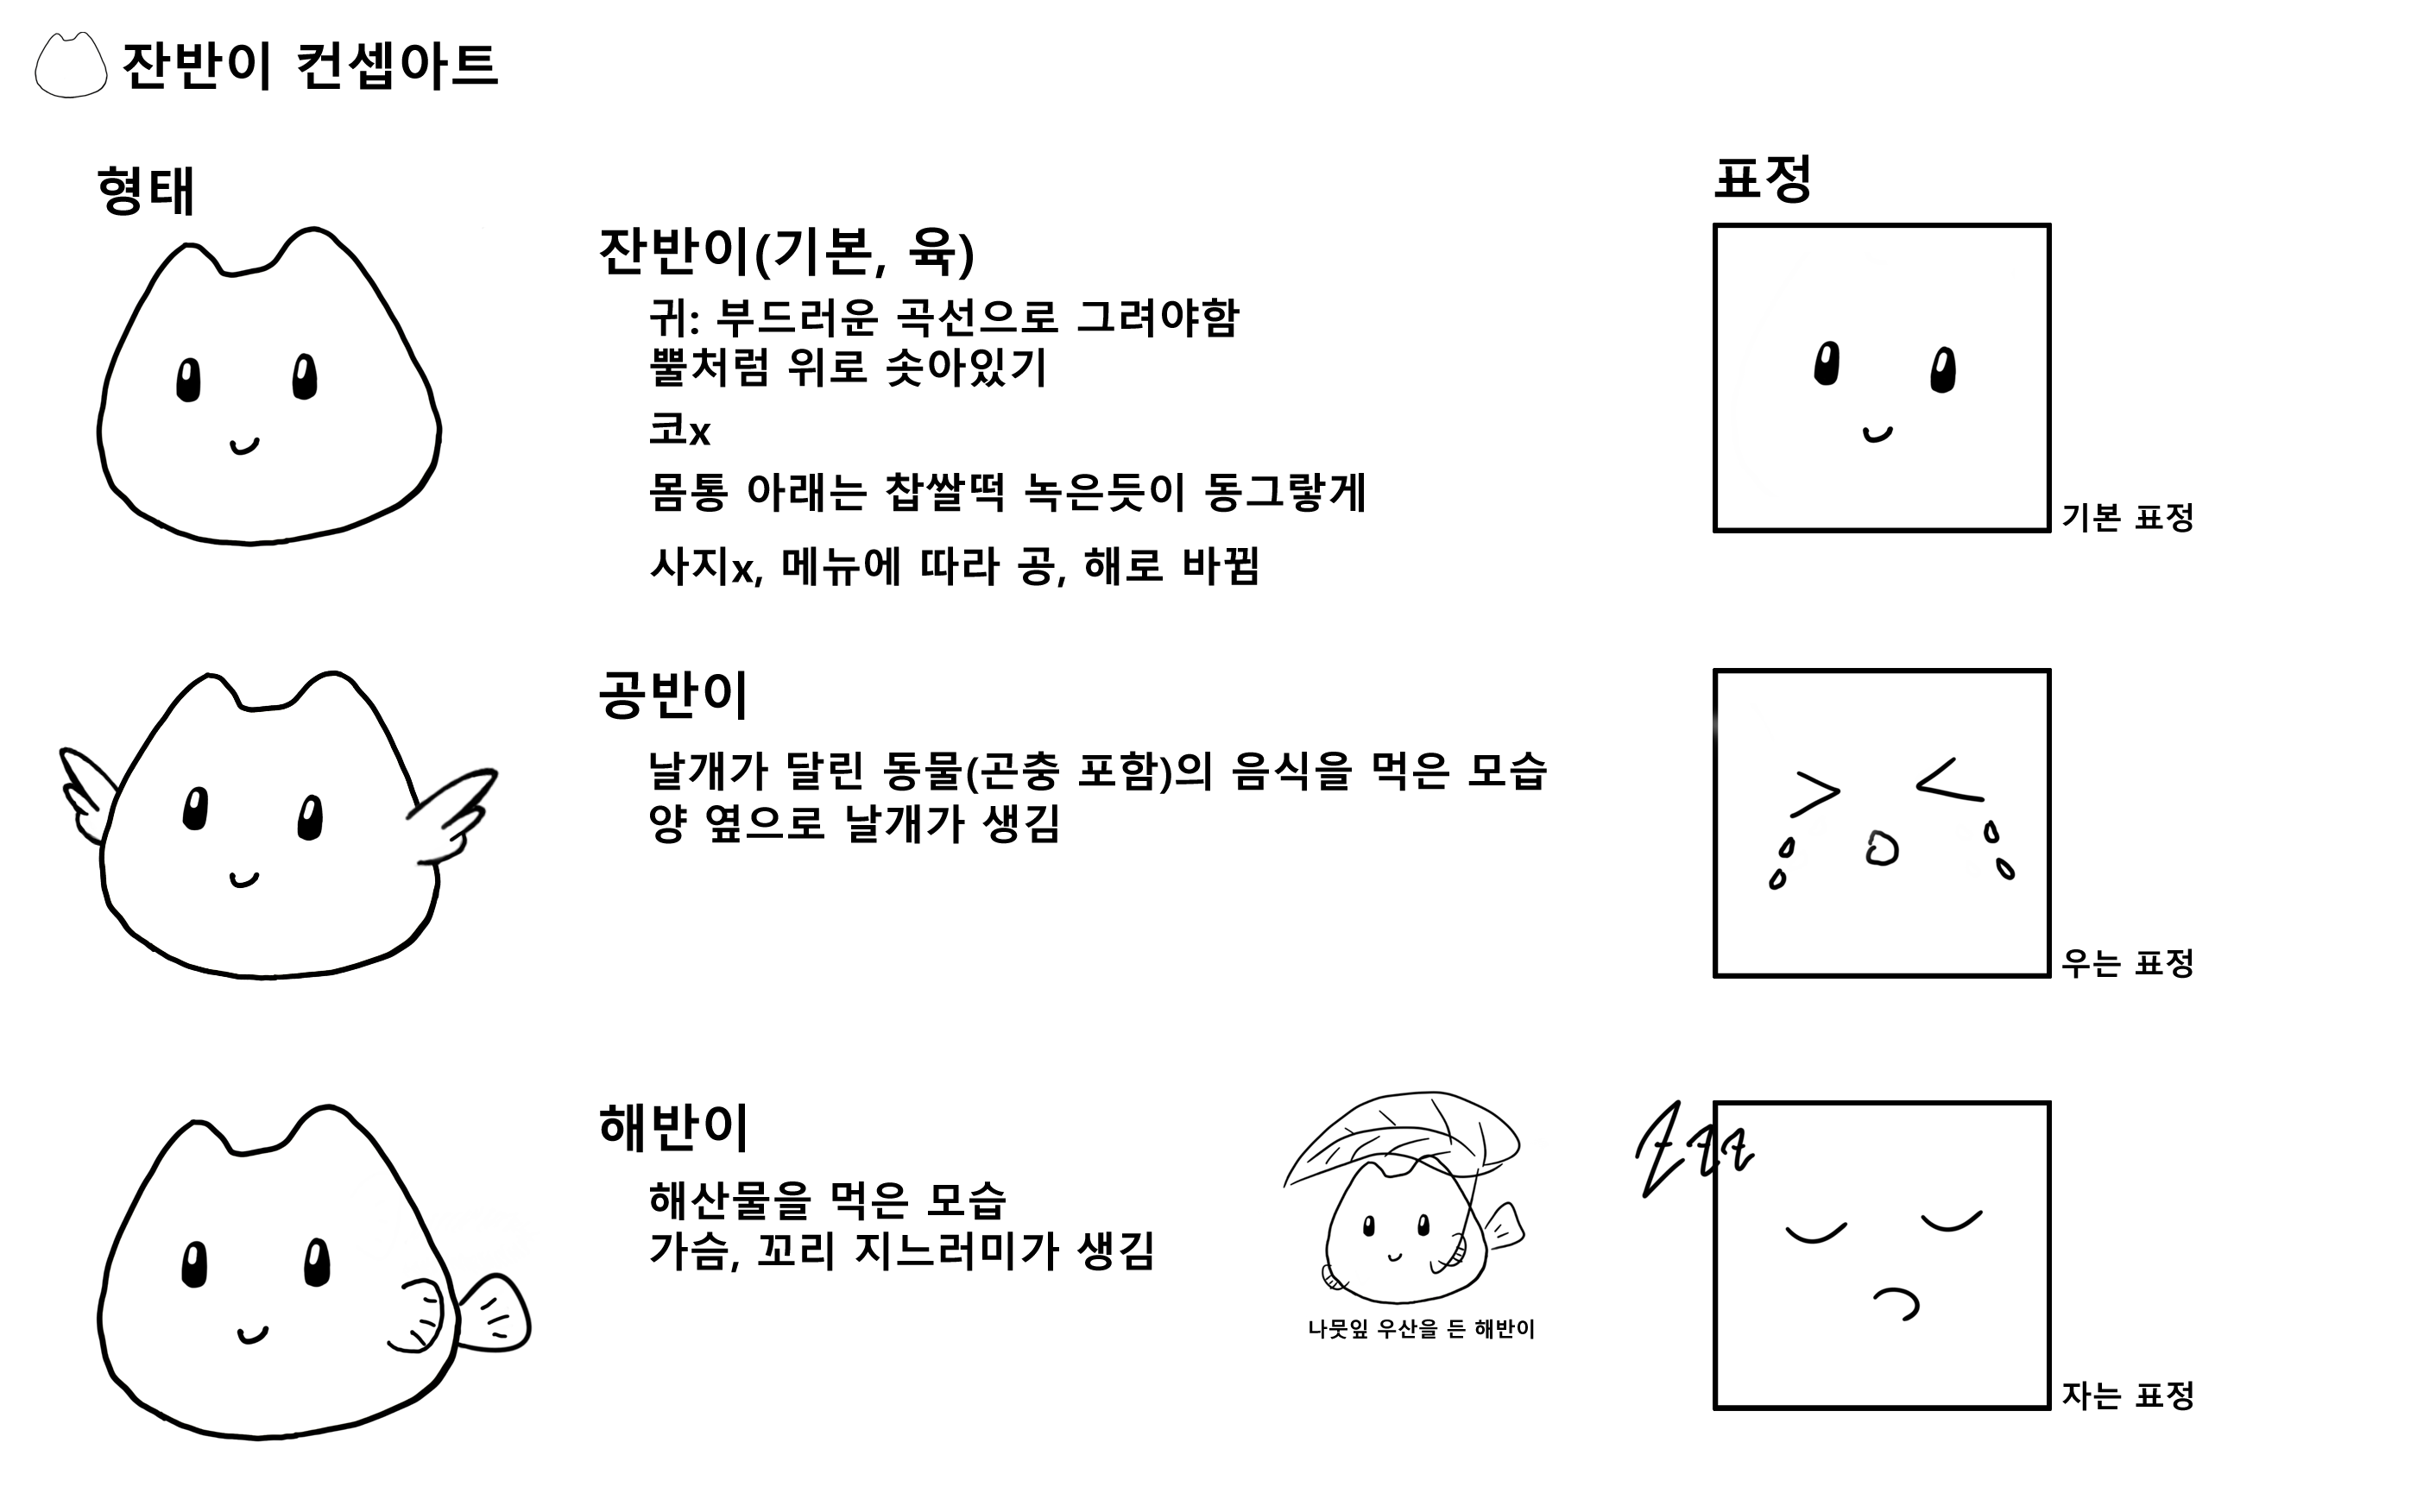 잔반이 컨셉아트
형태
잔반이(기본, 육)
귀: 부드러운 곡선으로 그려야함
뿔처럼 위로 솟아있기
코x
몸통 아래는 찹쌀떡 녹은듯이 동그랗게
사지x, 메뉴에 따라 공, 해로 바뀜
공반이
날개가 달린 동물(곤충 포함)의 음식을 먹은 모습
양 옆으로 날개가 생김
해반이
해산물을 먹은 모습
가슴, 꼬리 지느러미가 생김
나뭇잎 우산을 든 해반이
표정
기본 표정
우는 표정
Zzz
자는 표정